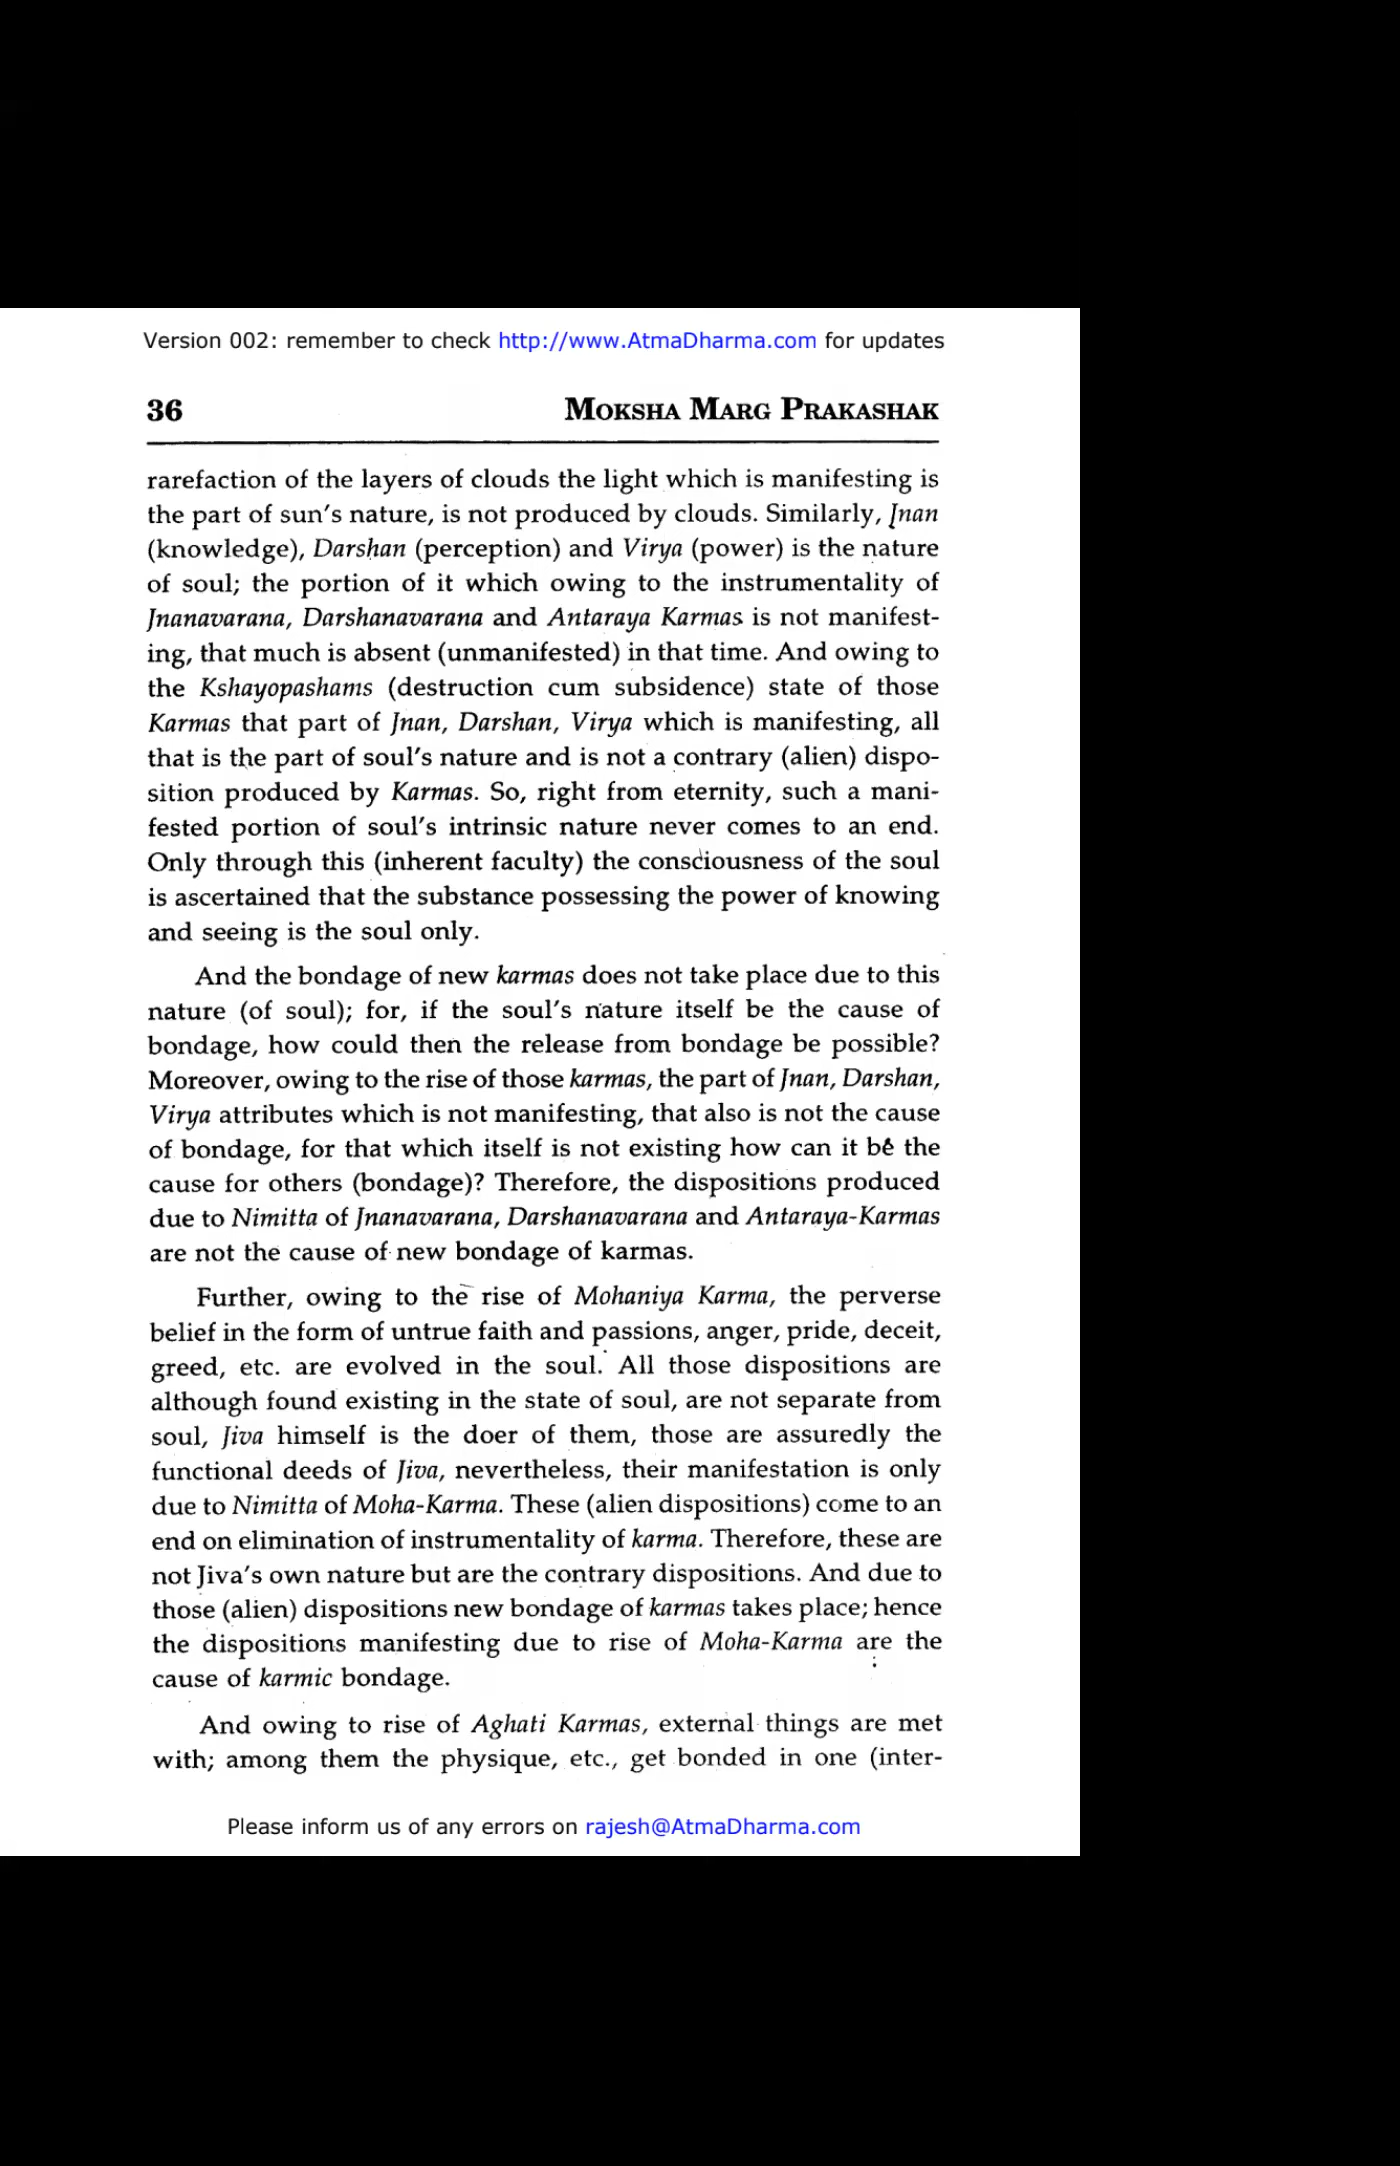 Version 002: remember to check http://www.AtmaDharma.com for updates
36 MOKSHA MARG PRAKASHAK
rarefaction of the layers of clouds the light which is manifesting is
the part of sun's nature, is not produced by clouds. Similarly, Jnan
(knowledge), Darshan (perception) and Virya (power) is the nature
of soul; the portion of it which owing to the instrumentality of
Jnanavarana, Darshanavarana and Antaraya Karmas is not manifest-
ing, that much is absent (unmanifested) in that time. And owing to
the Kshayopashams (destruction cum subsidence) state of those
Karmas that part of Jnan, Darshan, Virya which is manifesting, all
that is the part of soul's nature and is not a contrary (alien) dispo-
sition produced by Karmas. So, right from eternity, such a mani-
fested portion of soul's intrinsic nature never comes to an end.
Only through this (inherent faculty) the consciousness of the soul
is ascertained that the substance possessing the power of knowing
and seeing is the soul only.
And the bondage of new karmas does not take place due to this
nature (of soul); for, if the soul's nature itself be the cause of
bondage, how could then the release from bondage be possible?
Moreover, owing to the rise of those karmas, the part of Jnan, Darshan,
Virya attributes which is not manifesting, that also is not the cause
of bondage, for that which itself is not existing how can it be the
cause for others (bondage)? Therefore, the dispositions produced
due to Nimitta of Jnanavarana, Darshanavarana and Antaraya-Karmas
are not the cause of new bondage of karmas.
Further, owing to the rise of Mohaniya Karma, the perverse
belief in the form of untrue faith and passions, anger, pride, deceit,
greed, etc. are evolved in the soul. All those dispositions are
although found existing in the state of soul, are not separate from
soul, Jiva himself is the doer of them, those are assuredly the
functional deeds of Jiva, nevertheless, their manifestation is only
due to Nimitta of Moha-Karma. These (alien dispositions) come to an
end on elimination of instrumentality of karma. Therefore, these are
not Jiva's own nature but are the contrary dispositions. And due to
those (alien) dispositions new bondage of karmas takes place; hence
the dispositions manifesting due to rise of Moha-Karma are the
cause of karmic bondage.
And owing to rise of Aghati Karmas, external things are met
with; among them the physique, etc., get bonded in one (inter-
Please inform us of any errors on rajesh@AtmaDharma.com